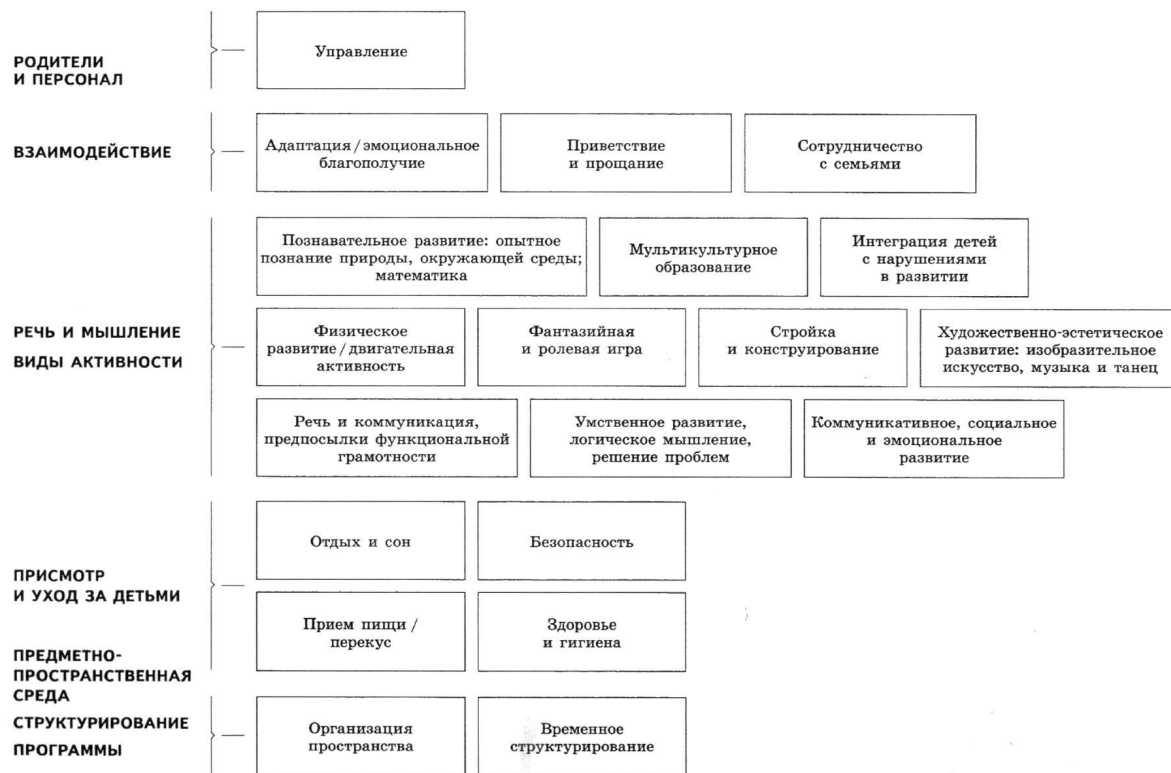 РОДИТЕЛИ
И ПЕРСОНАЛ
Управление
ВЗАИМОДЕЙСТВИЕ
Адаптация / эмоциональное
благополучие
Приветствие
и прощание
Сотрудничество
с семьями
РЕЧЬ И МЫШЛЕНИЕ
ВИДЫ АКТИВНОСТИ
Познавательное развитие: опытное
познание природы, окружающей среды;
математика
Мультикультурное
образование
Интеграция детей
с нарушениями
в развитии
Физическое
развитие / двигательная
активность
Фантазийная
и ролевая игра
Стройка
и конструирование
Художественно-эстетическое
развитие: изобразительное
искусство, музыка и танец
Речь и коммуникация,
предпосылки функциональной
грамотности
Умственное развитие,
логическое мышление,
решение проблем
Коммуникативное, социальное
и эмоциональное
развитие
ПРИСМОТР
И УХОД ЗА ДЕТЬМИ
Отдых и сон
Безопасность
Прием пищи /
перекус
Здоровье
и гигиена
ПРЕДМЕТНО-
ПРОСТРАНСТВЕННАЯ
СРЕДА
СТРУКТУРИРОВАНИЕ
ПРОГРАММЫ
Организация
пространства
Временное
структурирование